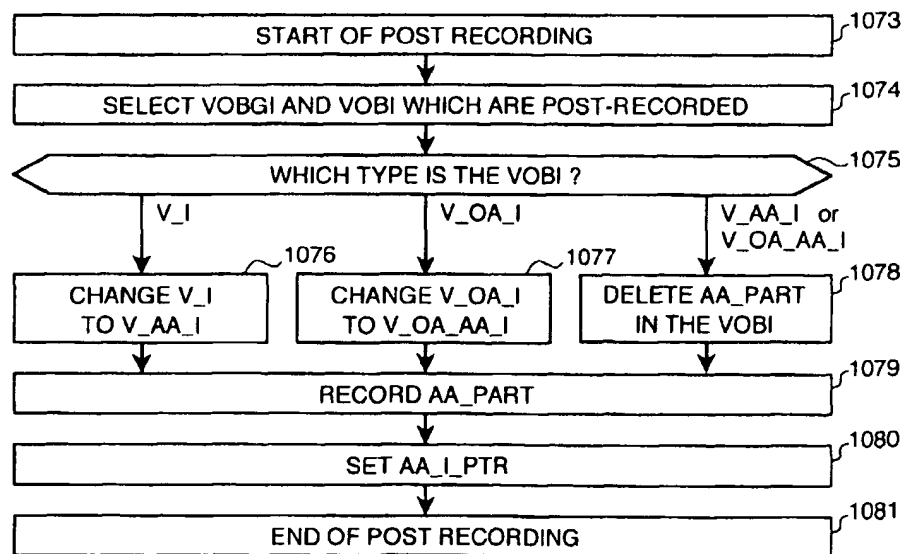 START OF POST RECORDING
1073
SELECT VOBGI AND VOBI WHICH ARE POST-RECORDED
1074
WHICH TYPE IS THE VOBI ?
1075
V_I
V_OA_I
V_AA_I or
V_OA_AA_I
1076
1077
1078
CHANGE V_I
TO V_AA_I
CHANGE V_OA_I
TO V_OA_AA_I
DELETE AA_PART
IN THE VOBI
RECORD AA_PART
1079
SET AA_I_PTR
1080
END OF POST RECORDING
1081